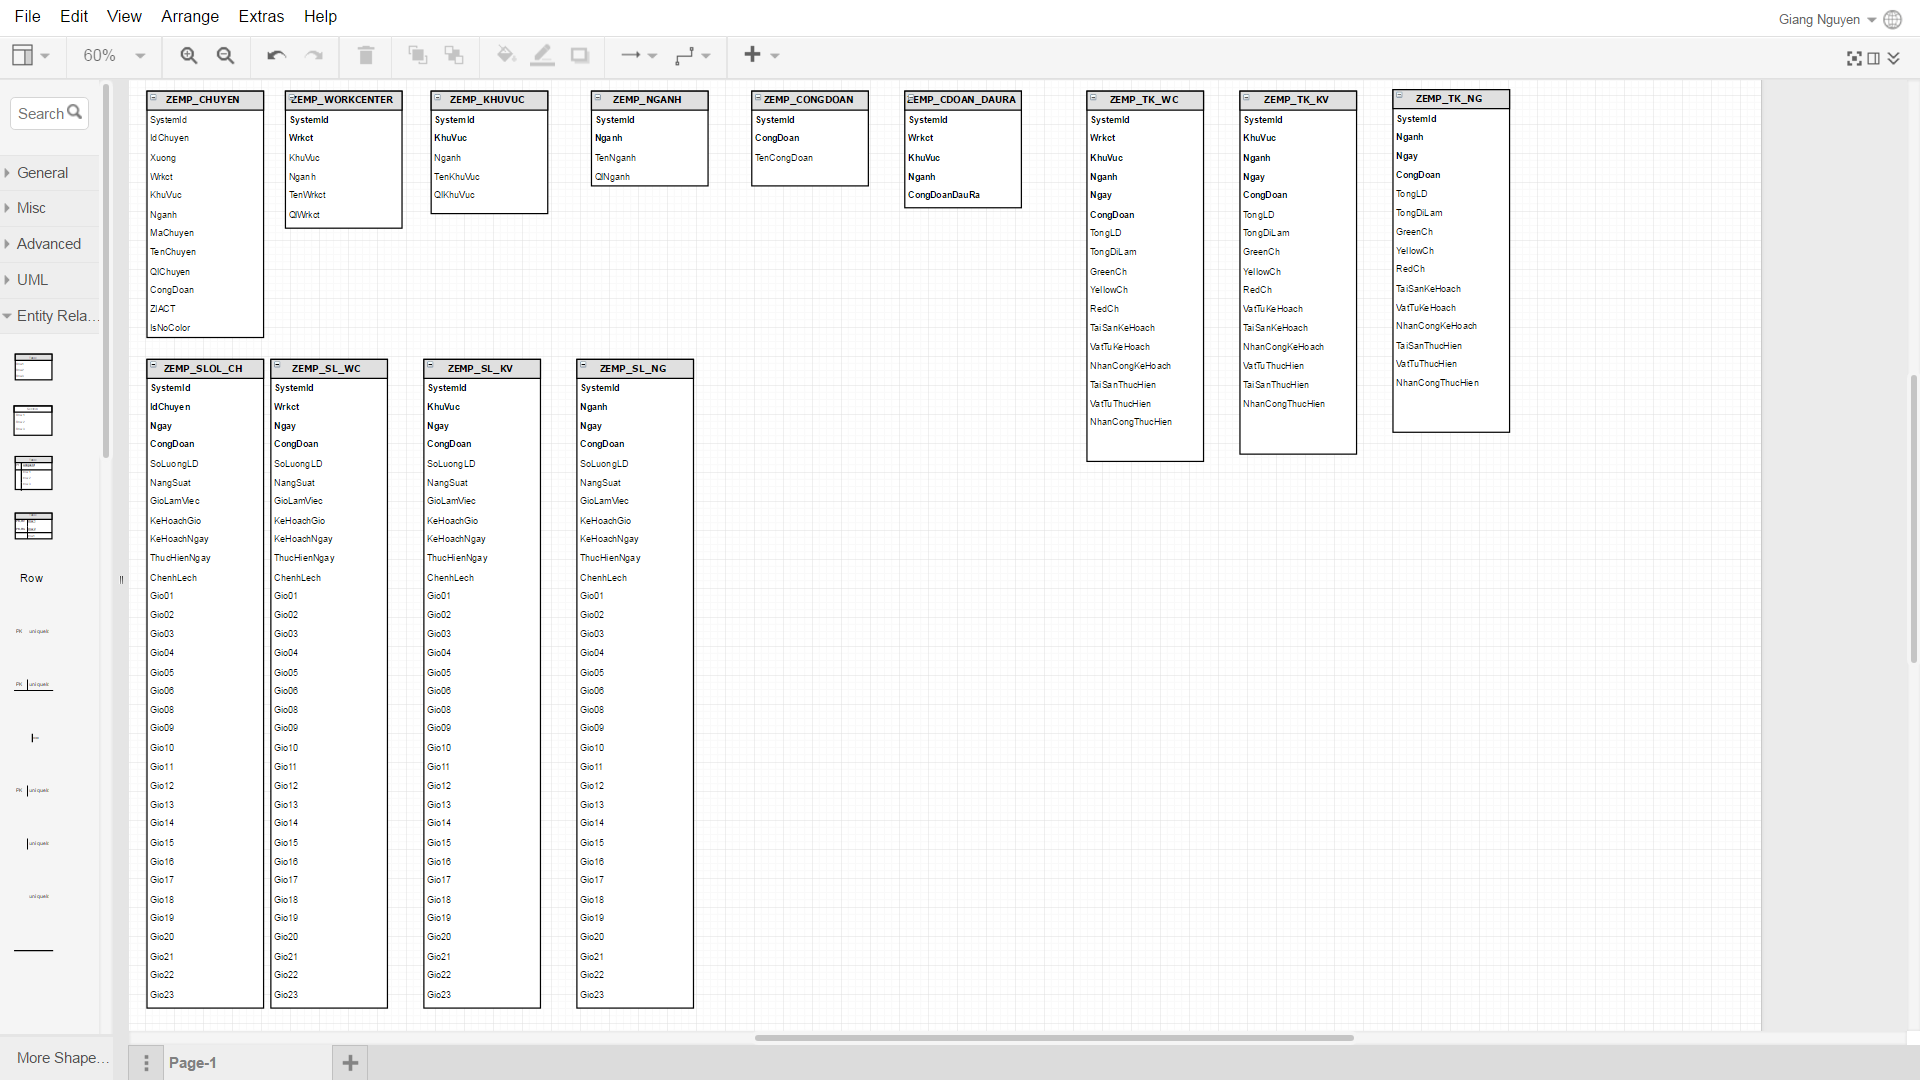 File Edit View Arrange Extras Help
Giang Nguyen
60%
Search
General
Misc
Advanced
UML
Entity Rela...
Row
More Shape...
ZEMP_CHUYEN
SystemId
IdChuyen
Xuong
Wrkct
KhuVuc
Nganh
MaChuyen
TenChuyen
QlChuyen
CongDoan
ZIACT
IsNoColor
ZEMP_WORKCENTER
SystemId
Wrkct
KhuVuc
Nganh
TenWrkct
QlWrkct
ZEMP_KHUVUC
SystemId
KhuVuc
Nganh
TenKhuVuc
QlKhuVuc
ZEMP_NGANH
SystemId
Nganh
TenNganh
QlNganh
ZEMP_CONGDOAN
SystemId
CongDoan
TenCongDoan
ZEMP_CDOAN_DAURA
SystemId
Wrkct
KhuVuc
Nganh
CongDoanDauRa
ZEMP_TK_WC
SystemId
Wrkct
KhuVuc
Nganh
Ngay
CongDoan
TongLD
TongDiLam
GreenCh
YellowCh
RedCh
TaiSanKeHoach
VatTuKeHoach
NhanCongKeHoach
TaiSanThucHien
VatTuThucHien
NhanCongThucHien
ZEMP_TK_KV
SystemId
KhuVuc
Nganh
Ngay
CongDoan
TongLD
TongDiLam
GreenCh
YellowCh
RedCh
VatTuKeHoach
TaiSanKeHoach
NhanCongKeHoach
VatTuThucHien
TaiSanThucHien
NhanCongThucHien
ZEMP_TK_NG
SystemId
Nganh
Ngay
CongDoan
TongLD
TongDiLam
GreenCh
YellowCh
RedCh
TaiSanKeHoach
VatTuKeHoach
NhanCongKeHoach
TaiSanThucHien
VatTuThucHien
NhanCongThucHien
ZEMP_SLOL_CH
SystemId
IdChuyen
Ngay
CongDoan
SoLuongLD
NangSuat
GioLamViec
KeHoachGio
KeHoachNgay
ThucHienNgay
ChenhLech
Gio01
Gio02
Gio03
Gio04
Gio05
Gio06
Gio08
Gio09
Gio10
Gio11
Gio12
Gio13
Gio14
Gio15
Gio16
Gio17
Gio18
Gio19
Gio20
Gio21
Gio22
Gio23
ZEMP_SL_WC
SystemId
Wrkct
Ngay
CongDoan
SoLuongLD
NangSuat
GioLamViec
KeHoachGio
KeHoachNgay
ThucHienNgay
ChenhLech
Gio01
Gio02
Gio03
Gio04
Gio05
Gio06
Gio08
Gio09
Gio10
Gio11
Gio12
Gio13
Gio14
Gio15
Gio16
Gio17
Gio18
Gio19
Gio20
Gio21
Gio22
Gio23
ZEMP_SL_KV
SystemId
KhuVuc
Ngay
CongDoan
SoLuongLD
NangSuat
GioLamViec
KeHoachGio
KeHoachNgay
ThucHienNgay
ChenhLech
Gio01
Gio02
Gio03
Gio04
Gio05
Gio06
Gio08
Gio09
Gio10
Gio11
Gio12
Gio13
Gio14
Gio15
Gio16
Gio17
Gio18
Gio19
Gio20
Gio21
Gio22
Gio23
ZEMP_SL_NG
SystemId
Nganh
Ngay
CongDoan
SoLuongLD
NangSuat
GioLamViec
KeHoachGio
KeHoachNgay
ThucHienNgay
ChenhLech
Gio01
Gio02
Gio03
Gio04
Gio05
Gio06
Gio08
Gio09
Gio10
Gio11
Gio12
Gio13
Gio14
Gio15
Gio16
Gio17
Gio18
Gio19
Gio20
Gio21
Gio22
Gio23
Page-1